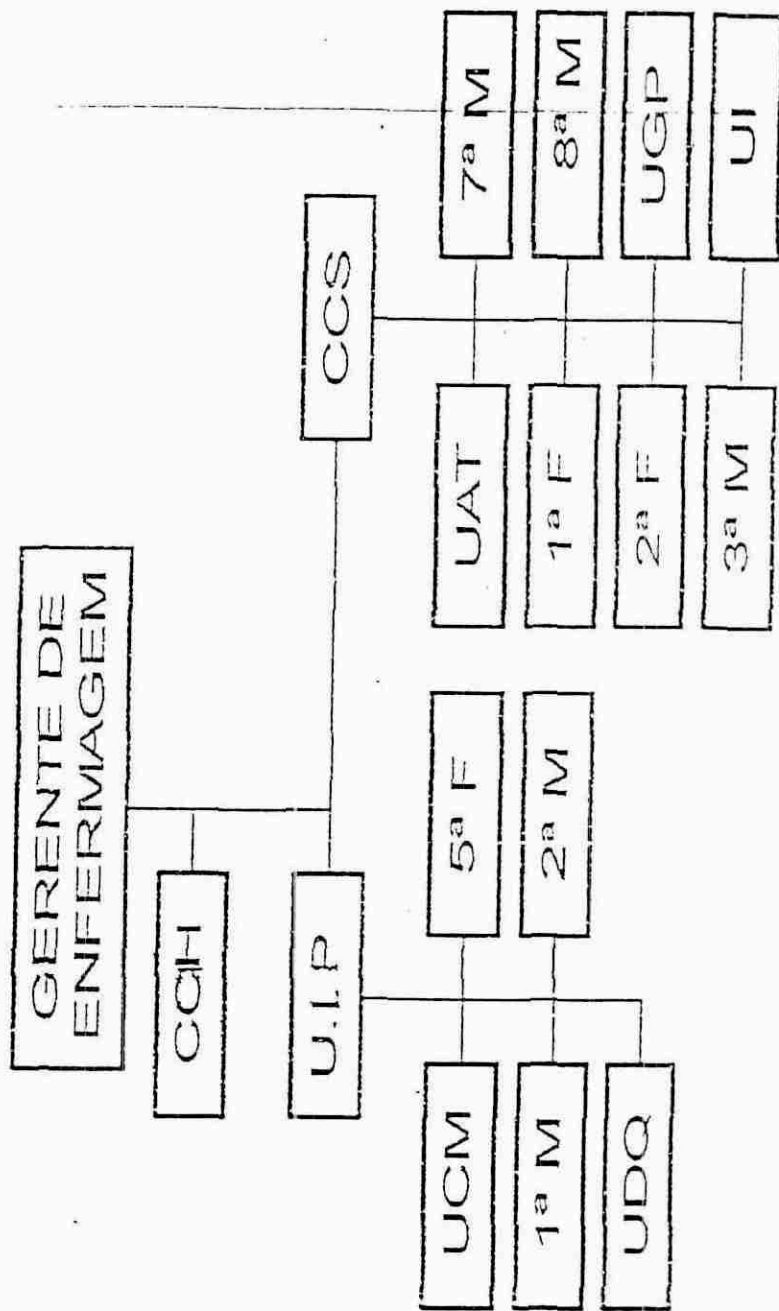 GERENTE DE
ENFERMAGEM
CCIH
U.I.P
CCS
UCM
5ª F
1ª M
2ª M
UDQ
UAT
7ª M
1ª F
8ª M
2ª F
UGP
3ª M
UI